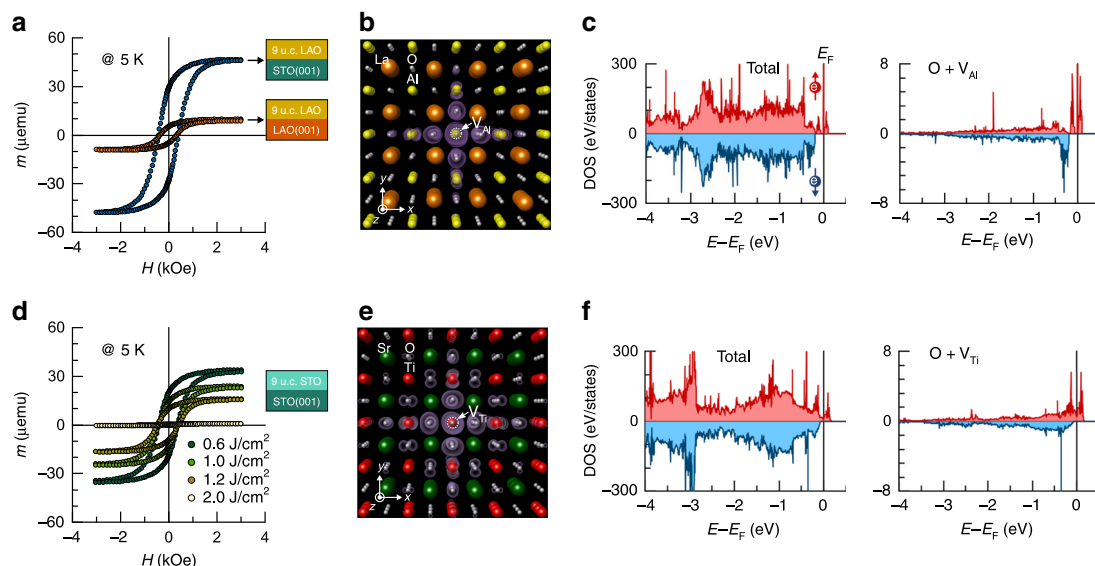 a
60
30
0
−30
−60
m (μemu)
@ 5 K
9 u.c. LAO
STO(001)
9 u.c. LAO
LAO(001)
−4
−2
0
2
4
H (kOe)
b
La
O
Al
V_Al
y
z
x
c
300
0
−300
DOS (eV/states)
Total
E_F
e
e
−4
−3
−2
−1
0
E−E_F (eV)
8
0
−8
O + V_Al
−4
−3
−2
−1
0
E−E_F (eV)
d
60
30
0
−30
−60
m (μemu)
@ 5 K
9 u.c. STO
STO(001)
0.6 J/cm²
1.0 J/cm²
1.2 J/cm²
2.0 J/cm²
−4
−2
0
2
4
H (kOe)
e
Sr
O
Ti
V_Ti
y
z
x
f
300
0
−300
DOS (eV/states)
Total
−4
−3
−2
−1
0
E−E_F (eV)
8
0
−8
O + V_Ti
−4
−3
−2
−1
0
E−E_F (eV)